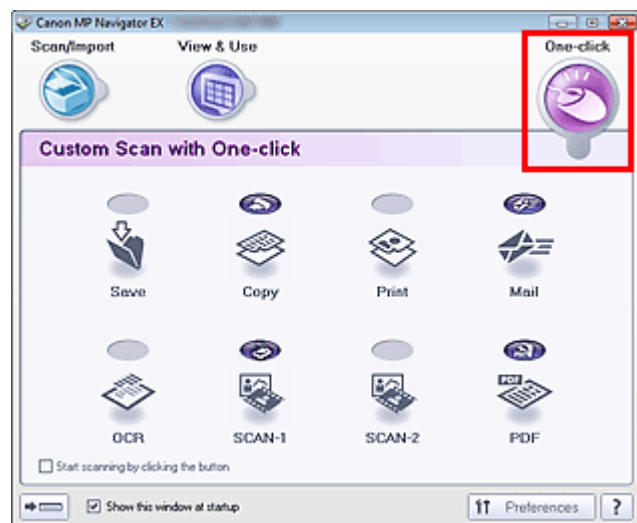 Canon MP Navigator EX
Scan/Import View & Use One-click
Custom Scan with One-click
Save Copy Print Mail
PDF
OCR SCAN-1 SCAN-2 PDF
Start scanning by clicking the button
Show this window at startup Preferences ?